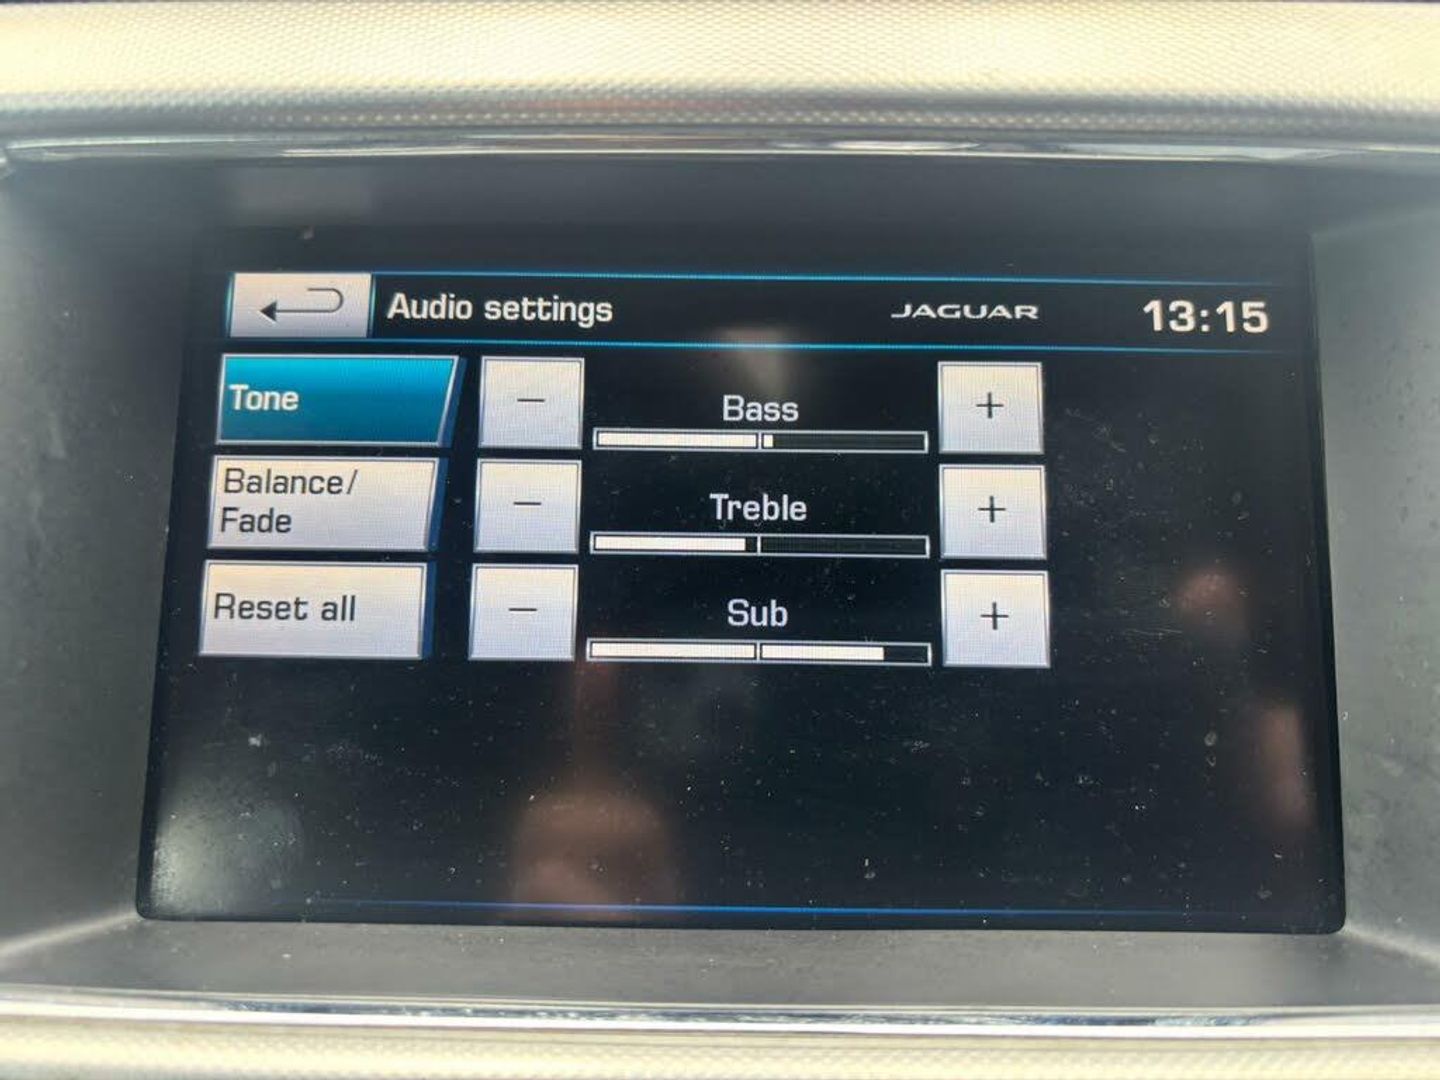 Audio settings JAGUAR 13:15
Tone
− Bass +
Balance/
Fade
− Treble +
Reset all
− Sub +